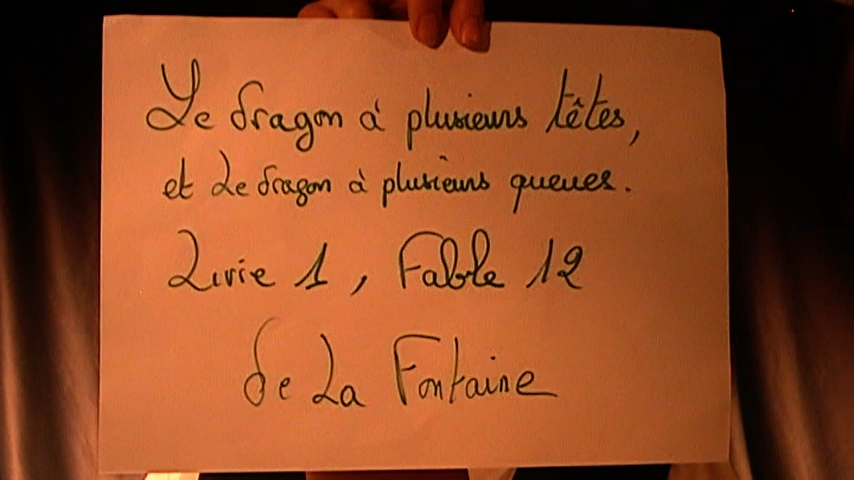 Le dragon à plusieurs têtes,
et Le dragon à plusieurs queues.
Livre 1, Fable 12
de La Fontaine